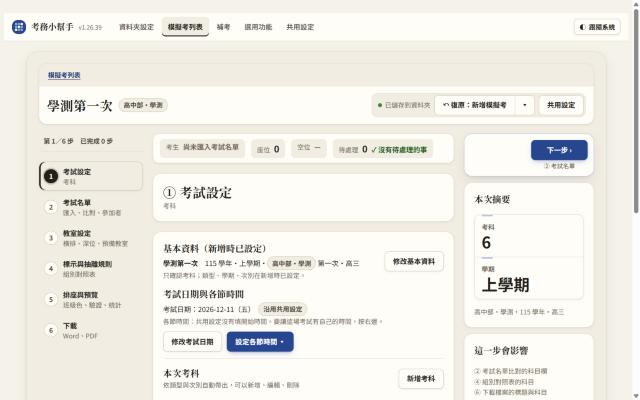 考務小幫手 v1.26.39 資料夾設定 模擬考列表 補考 選用功能 共用設定 跟隨系統
模擬考列表
學測第一次 高中部・學測 已儲存到資料夾 復原：新增模擬考 共用設定
第 1／6 步 已完成 0 步
1 考試設定
考科
2 考試名單
匯入、比對、參加者
3 教室設定
橫排、深位、預備教室
4 標示與抽離規則
組別對照表
5 排座與預覽
班級色、驗證、統計
6 下載
Word、PDF
考生 尚未匯入考試名單 座位 0 空位 — 待處理 0 ✓ 沒有待處理的事
① 考試設定
考科
基本資料（新增時已設定）
學測第一次 115 學年・上學期・ 高中部・學測 第一次・高三
只確認考科；類型、學期、次別在新增時已設定。
修改基本資料
考試日期與各節時間
考試日期：2026-12-11（五） 沿用共用設定
各節時間：共用設定沒有填開始時間。要讓這場考試有自己的時間，按右邊。
修改考試日期 設定各節時間
本次考科
依類型與次別自動帶出，可以新增、編輯、刪除
新增考科
下一步 ›
② 考試名單
本次摘要
考科
6
學期
上學期
高中部・學測・115 學年・高三
這一步會影響
② 考試名單比對的科目欄
④ 組別對照表的科目
⑥ 下載檔案的標題與科目